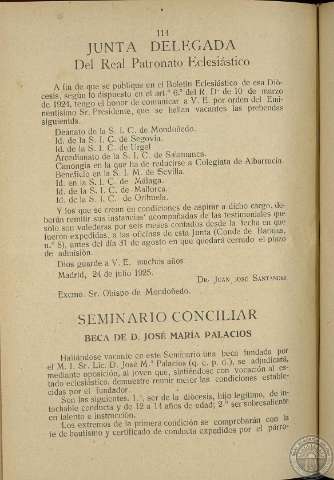 111
JUNTA DELEGADA
Del Real Patronato Eclesiástico
A fin de que se publique en el Boletín Eclesiástico de esa Dió-
cesis, según lo dispuesto en el art.º 6.º del R. Dº de 10 de marzo
de 1924, tengo el honor de comunicar a V. E. por orden del Emi-
nentísimo Sr. Presidente, que se hallan vacantes las prebendas
siguientes.
Deanato de la S. I. C. de Mondoñedo.
Id. de la S. I. C. de Segovia.
Id. de la S. I. C. de Urgel
Arcedianato de la S. I. C. de Salamanca.
Canongía en la que ha de reducirse a Colegiata de Albarracín.
Beneficio en la S. I. M. de Sevilla.
Id. en la S. I. C. de Málaga.
Id. de la S. I. C. de Mallorca.
Id. de la S. I. C. de Orihuela.
Y los que se crean en condiciones de aspirar a dicho cargo, de-
berán remitir sus instancias acompañadas de las testimoniales que
solo son valederas por seis meses contados desde la fecha en que
fueron expedidas, a las oficinas de esta Junta (Conde de Barajas,
n.º 8), antes del día 31 de agosto en que quedará cerrado el plazo
de admisión.
Dios guarde a V. E. muchos años
Madrid, 24 de julio 1925.
DR. JUAN JOSÉ SANTANDER
Excmo. Sr. Obispo de Mondoñedo.
SEMINARIO CONCILIAR
BECA DE D. JOSÉ MARÍA PALACIOS
Hallándose vacante en este Seminario una beca fundada por
el M. I. Sr. Lic. D. José M.ª Palacios (q. e. p. d.), se adjudicará,
mediante oposición, al joven que, sintiéndose con vocación al es-
tado eclesiástico, demuestre reunir mejor las condiciones estable-
cidas por el fundador.
Son las siguientes. 1.ª, ser de la diócesis, hijo legítimo, de in-
tachable conducta y de 12 a 14 años de edad; 2.ª ser sobresaliente
en talento e instrucción.
Los extremos de la primera condición se comprobarán con la
fe de bautismo y certificado de conducta expedidos por el párro-